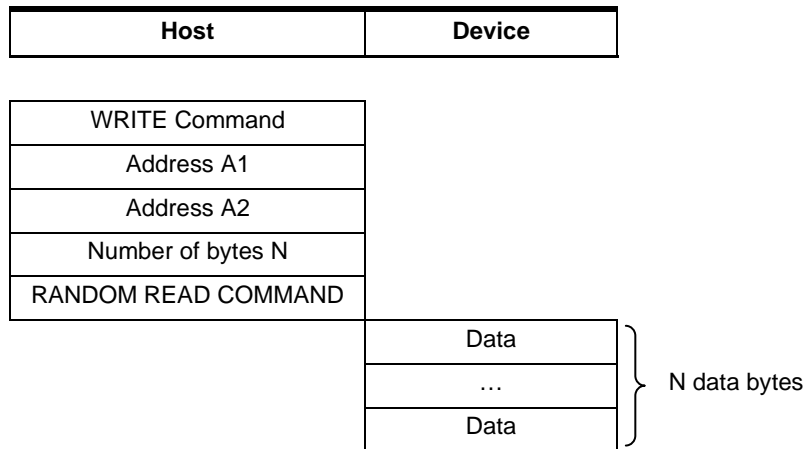 Host Device
WRITE Command
Address A1
Address A2
Number of bytes N
RANDOM READ COMMAND
Data
…
N data bytes
Data